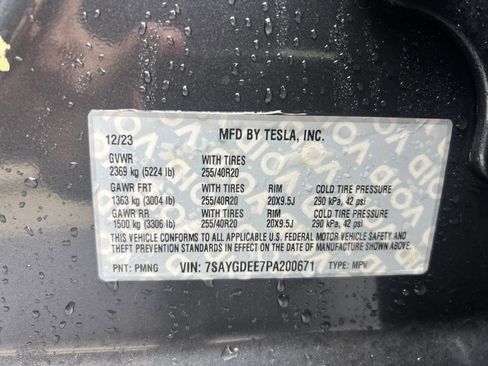 12/23 MFD BY TESLA, INC.
GVWR WITH TIRES
2369 kg (5224 lb) 255/40R20
GAWR FRT WITH TIRES RIM COLD TIRE PRESSURE
1363 kg (3004 lb) 255/40R20 20X9.5J 290 kPa, 42 psi
GAWR RR WITH TIRES RIM COLD TIRE PRESSURE
1500 kg (3306 lb) 255/40R20 20X9.5J 290 kPa, 42 psi
THIS VEHICLE CONFORMS TO ALL APPLICABLE U.S. FEDERAL MOTOR VEHICLE SAFETY AND
THEFT PREVENTION STANDARDS IN EFFECT ON THE DATE OF MANUFACTURE SHOWN ABOVE.
PNT: PMNG VIN: 7SAYGDEE7PA200671 TYPE: MPV